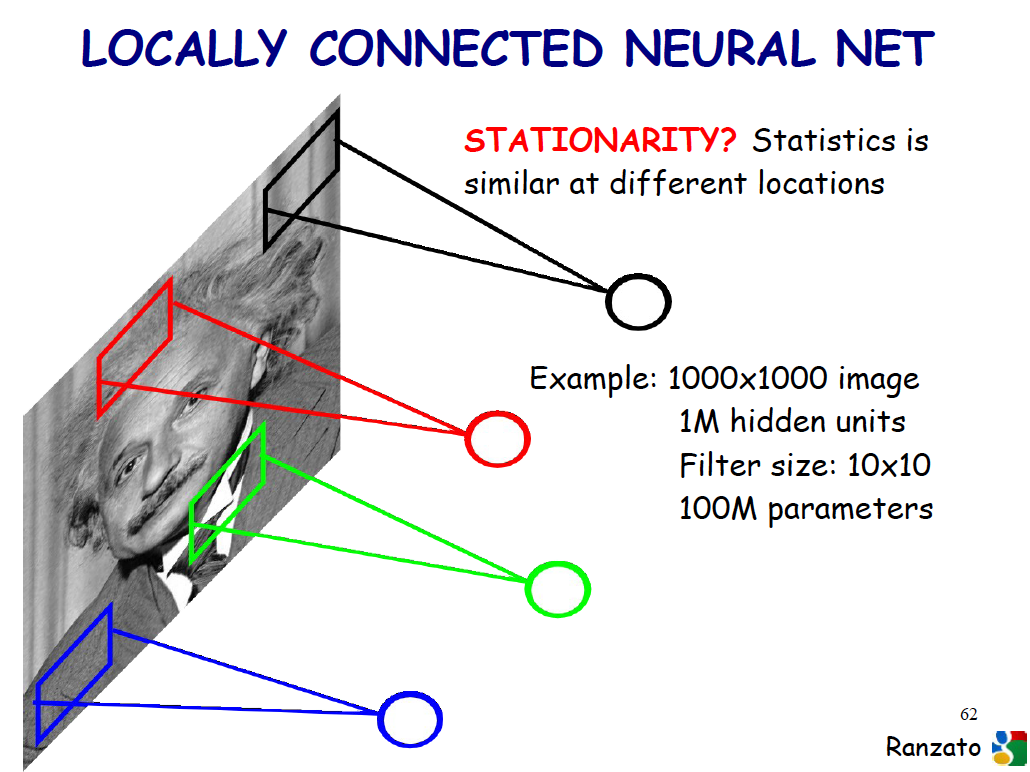 LOCALLY CONNECTED NEURAL NET
STATIONARITY? Statistics is
similar at different locations
Example: 1000x1000 image
1M hidden units
Filter size: 10x10
100M parameters
62
Ranzato